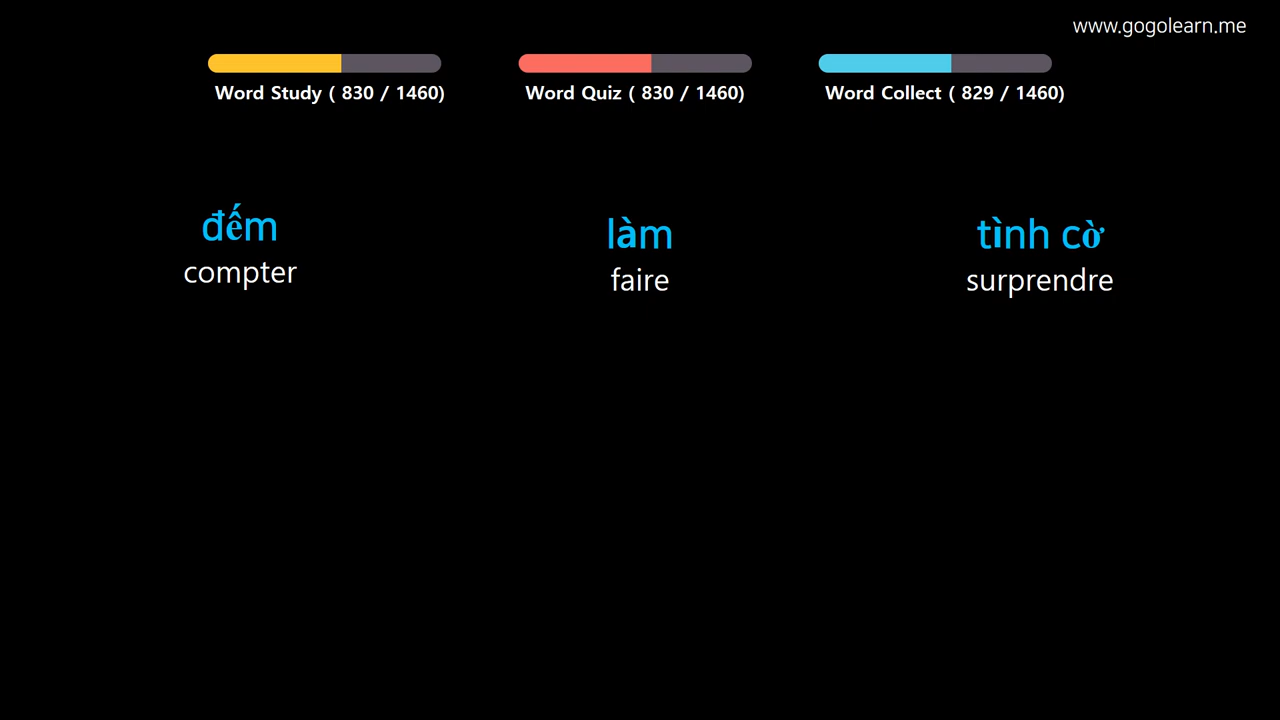 www.gogolearn.me
Word Study ( 830 / 1460)
Word Quiz ( 830 / 1460)
Word Collect ( 829 / 1460)
đếm
compter
làm
faire
tình cờ
surprendre